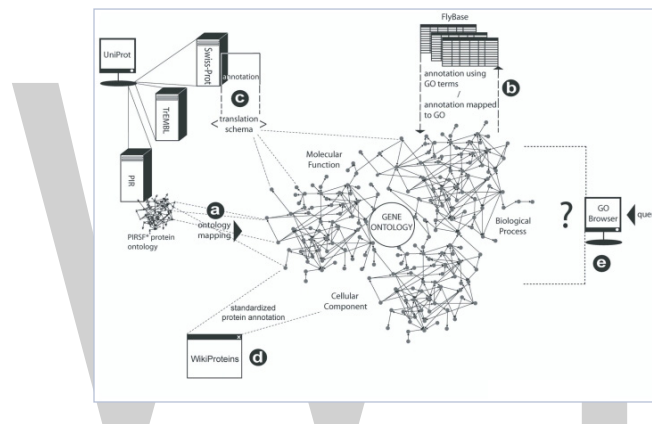 FlyBase
UniProt
Swiss-Prot
annotation
c
translation
schema
TrEMBL
PIR
PIRSF* protein
ontology
a
ontology
mapping
annotation using
GO terms
/
annotation mapped
to GO
b
Molecular
Function
GENE
ONTOLOGY
Biological
Process
?
GO
Browser
que
e
Cellular
Component
standardized
protein annotation
WikiProteins
d